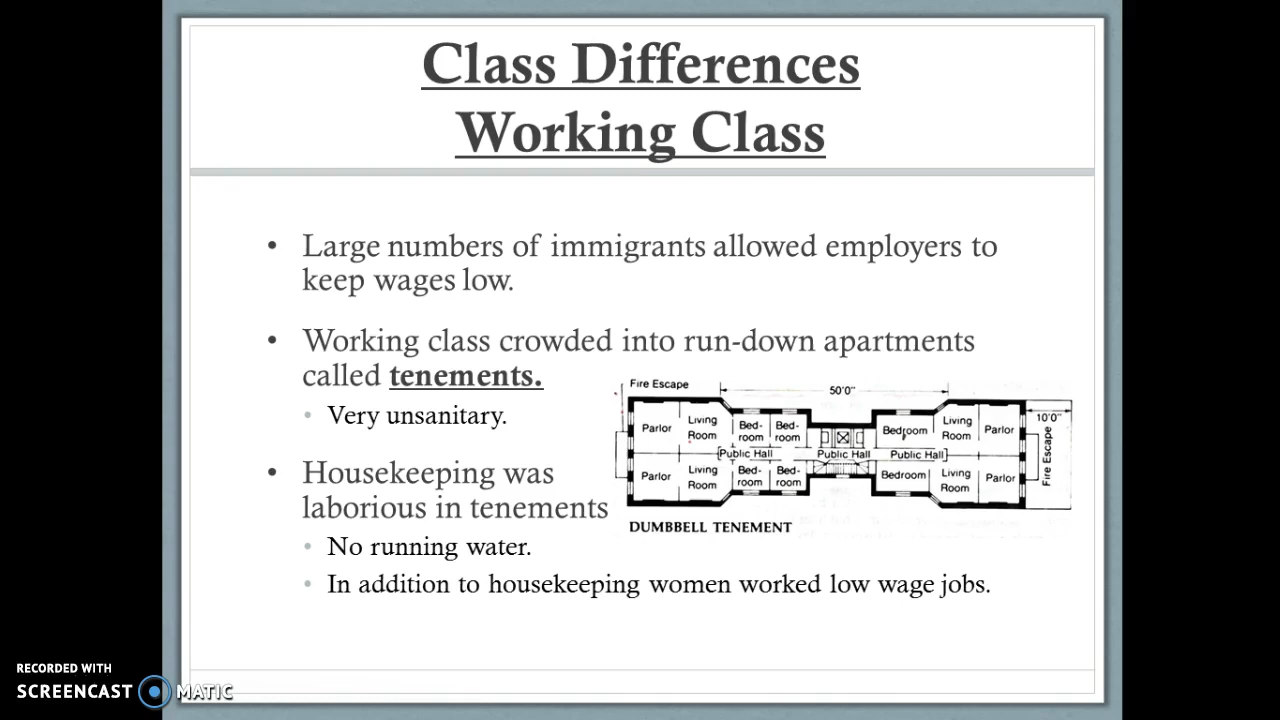 Class Differences
Working Class
• Large numbers of immigrants allowed employers to
keep wages low.
• Working class crowded into run-down apartments
called tenements.
• Very unsanitary.
• Housekeeping was
laborious in tenements
• No running water.
• In addition to housekeeping women worked low wage jobs.
Fire Escape
50'0"
10'0"
Parlor
Living
Room
Bed-
room
Bed-
room
Bedroom
Living
Room
Parlor
Public Hall
Public Hall
Public Hall
Parlor
Living
Room
Bed-
room
Bed-
room
Bedroom
Living
Room
Parlor
Fire Escape
DUMBBELL TENEMENT
RECORDED WITH
SCREENCAST MATIC